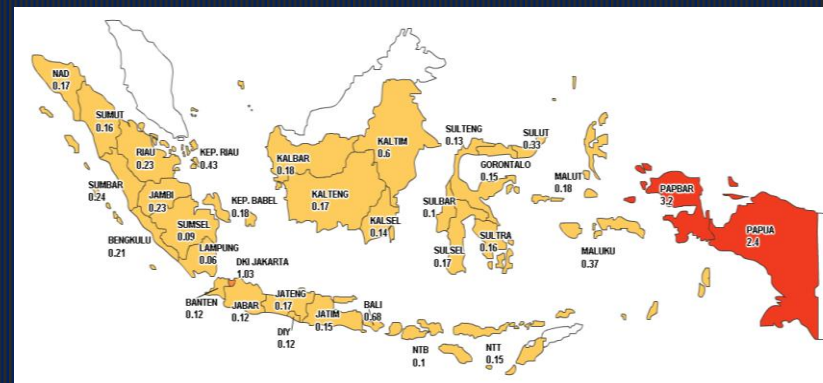 NAD
0.17
SUMUT
0.16
RIAU
0.23
KEP. RIAU
0.43
SUMBAR
0.24
JAMBI
0.23
KEP. BABEL
0.18
SUMSEL
0.09
BENGKULU
0.21
LAMPUNG
0.06
DKI JAKARTA
1.03
BANTEN
0.12
JABAR
0.12
JATENG
0.17
DIY
0.12
JATIM
0.15
BALI
0.68
NTB
0.1
NTT
0.15
KALBAR
0.18
KALTENG
0.17
KALTIM
0.6
KALSEL
0.14
SULTENG
0.13
SULUT
0.33
GORONTALO
0.15
SULBAR
0.1
SULSEL
0.17
SULTRA
0.16
MALUT
0.18
MALUKU
0.37
PAPBAR
3.2
PAPUA
2.4